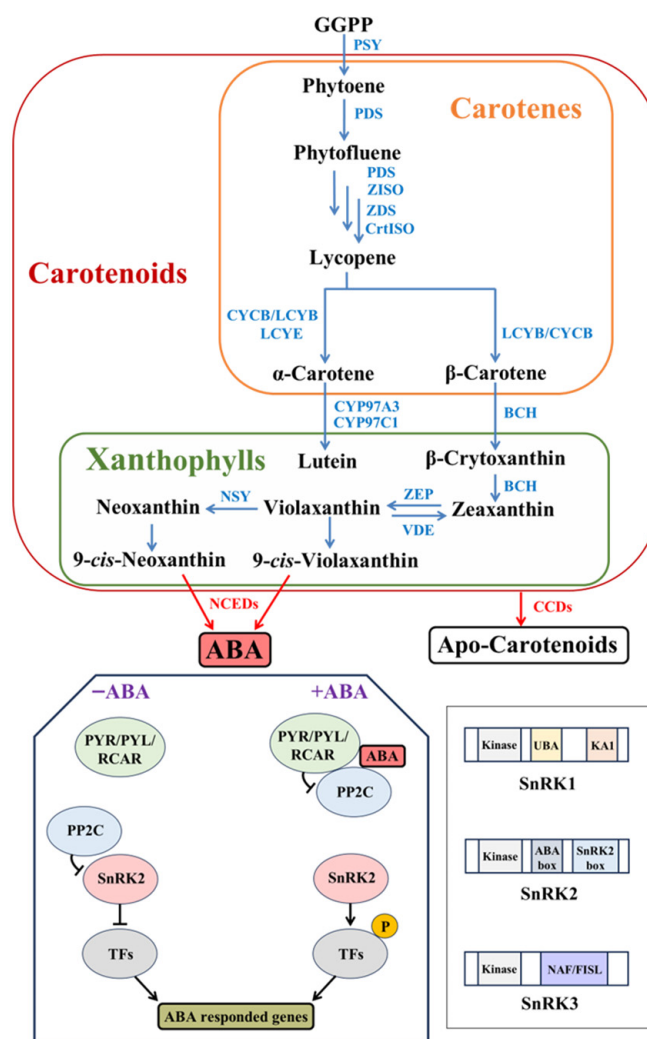 GGPP
PSY
Phytoene
Carotenes
PDS
Phytofluene
PDS
ZISO
ZDS
CrtISO
Lycopene
Carotenoids
CYCB/LCYB
LCYE
LCYB/CYCB
α-Carotene
β-Carotene
CYP97A3
CYP97C1
BCH
Xanthophylls
Lutein
β-Crytoxanthin
BCH
Neoxanthin
NSY
Violaxanthin
ZEP
VDE
Zeaxanthin
9-cis-Neoxanthin
9-cis-Violaxanthin
NCEDs
CCDs
ABA
Apo-Carotenoids
−ABA
+ABA
PYR/PYL/
RCAR
PYR/PYL/
RCAR
ABA
PP2C
PP2C
SnRK2
SnRK2
P
TFs
TFs
ABA responded genes
Kinase
UBA
KA1
SnRK1
Kinase
ABA
box
SnRK2
box
SnRK2
Kinase
NAF/FISL
SnRK3